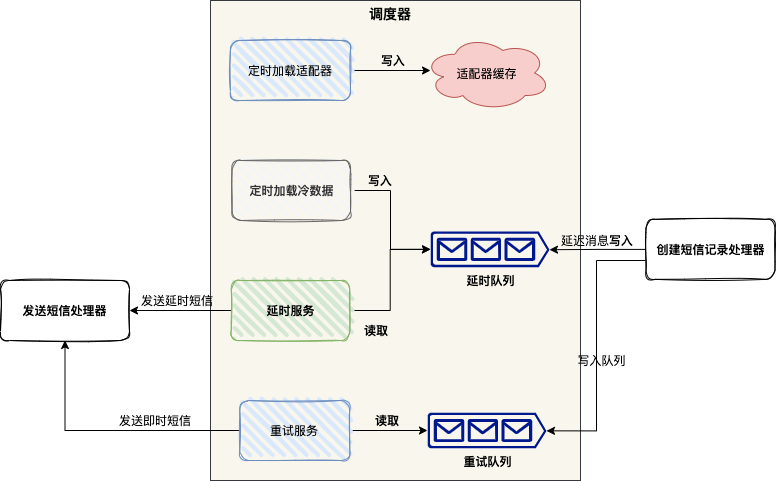 调度器
定时加载适配器
写入
适配器缓存
定时加载冷数据
写入
延迟消息写入
创建短信记录处理器
延时队列
发送短信处理器
发送延时短信
延时服务
读取
写入队列
发送即时短信
重试服务
读取
重试队列